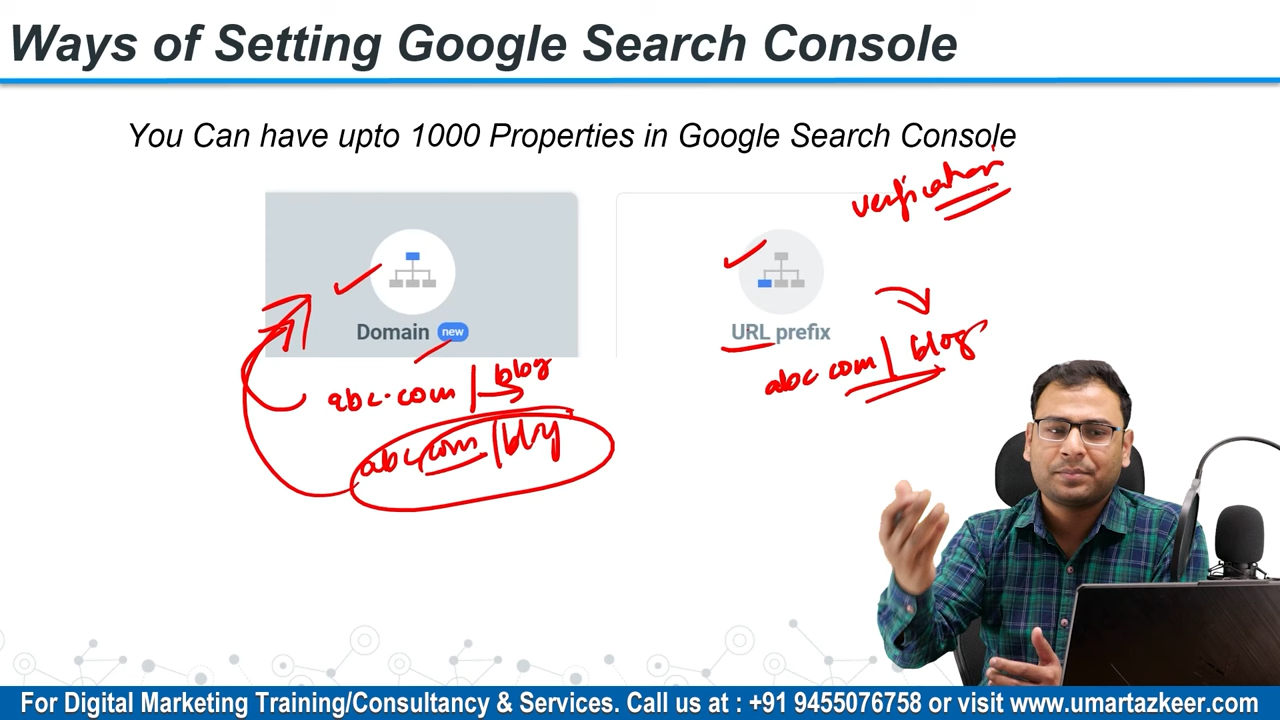 Ways of Setting Google Search Console
You Can have upto 1000 Properties in Google Search Console
verification
Domain new
URL prefix
abc.com | blog
abc com | blog
abc com | blog
For Digital Marketing Training/Consultancy & Services. Call us at : +91 9455076758 or visit www.umartazkeer.com